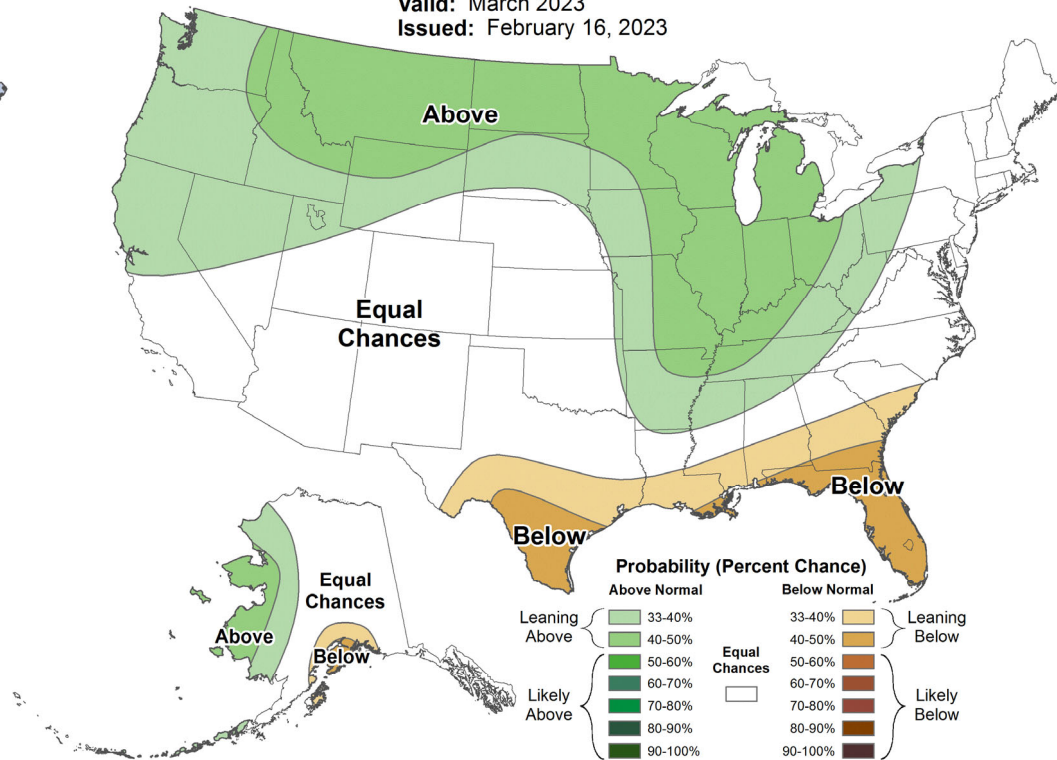 Valid: March 2023
Issued: February 16, 2023
Above
Equal
Chances
Below
Below
Equal
Chances
Above
Below
Probability (Percent Chance)
Above Normal
Below Normal
Leaning
Above
33-40%
40-50%
Likely
Above
50-60%
60-70%
70-80%
80-90%
90-100%
Equal
Chances
33-40%
40-50%
Leaning
Below
50-60%
60-70%
70-80%
80-90%
90-100%
Likely
Below